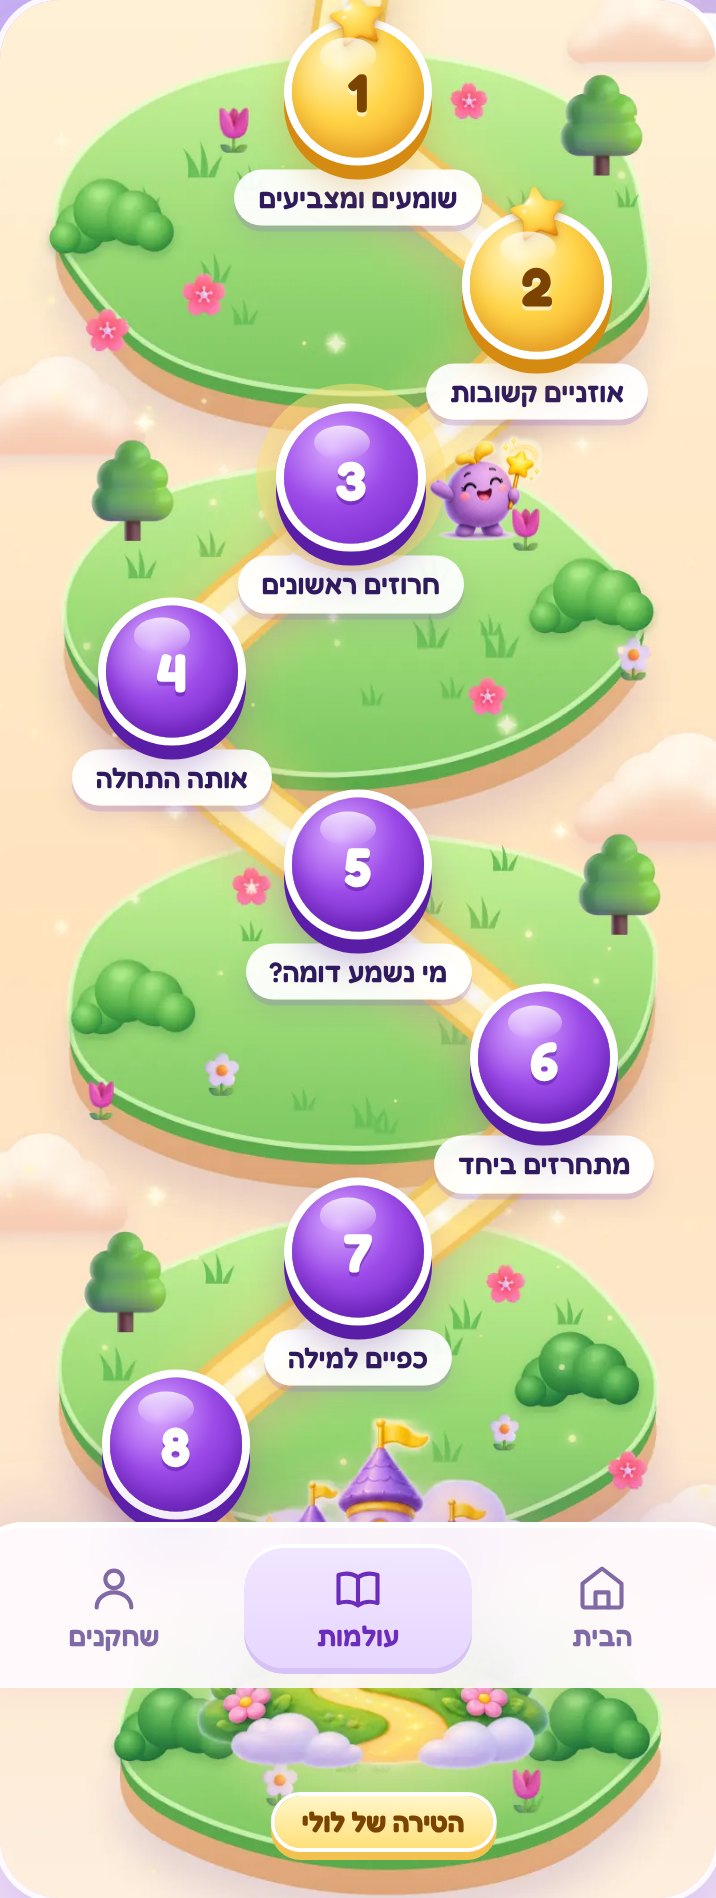 1
שומעים ומצביעים
2
אוזניים קשובות
3
חרוזים ראשונים
4
אותה התחלה
5
מי נשמע דומה?
6
מתחרזים ביחד
7
כפיים למילה
8
הבית
עולמות
שחקנים
הטירה של לולי